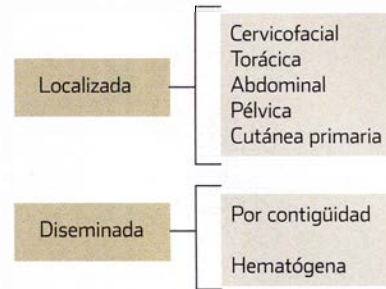 Localizada
Cervicofacial
Torácica
Abdominal
Pélvica
Cutánea primaria
Diseminada
Por contigüidad
Hematógena